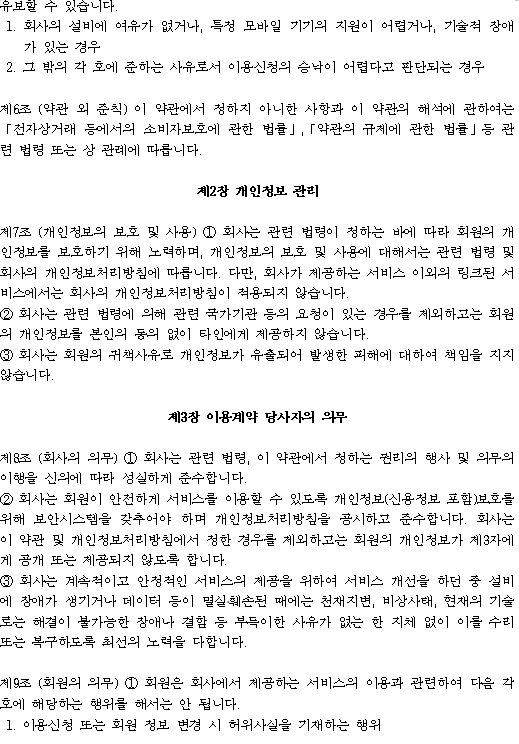 유보할 수 있습니다.
1. 회사의 설비에 여유가 없거나, 특정 모바일 기기의 지원이 어렵거나, 기술적 장애
가 있는 경우
2. 그 밖의 각 호에 준하는 사유로서 이용신청의 승낙이 어렵다고 판단되는 경우
제6조 (약관 외 준칙) 이 약관에서 정하지 아니한 사항과 이 약관의 해석에 관하여는
「전자상거래 등에서의 소비자보호에 관한 법률」,「약관의 규제에 관한 법률」등 관
련 법령 또는 상 관례에 따릅니다.
제2장 개인정보 관리
제7조 (개인정보의 보호 및 사용) ① 회사는 관련 법령이 정하는 바에 따라 회원의 개
인정보를 보호하기 위해 노력하며, 개인정보의 보호 및 사용에 대해서는 관련 법령 및
회사의 개인정보처리방침에 따릅니다. 다만, 회사가 제공하는 서비스 이외의 링크된 서
비스에서는 회사의 개인정보처리방침이 적용되지 않습니다.
② 회사는 관련 법령에 의해 관련 국가기관 등의 요청이 있는 경우를 제외하고는 회원
의 개인정보를 본인의 동의 없이 타인에게 제공하지 않습니다.
③ 회사는 회원의 귀책사유로 개인정보가 유출되어 발생한 피해에 대하여 책임을 지지
않습니다.
제3장 이용계약 당사자의 의무
제8조 (회사의 의무) ① 회사는 관련 법령, 이 약관에서 정하는 권리의 행사 및 의무의
이행을 신의에 따라 성실하게 준수합니다.
② 회사는 회원이 안전하게 서비스를 이용할 수 있도록 개인정보(신용정보 포함)보호를
위해 보안시스템을 갖추어야 하며 개인정보처리방침을 공시하고 준수합니다. 회사는
이 약관 및 개인정보처리방침에서 정한 경우를 제외하고는 회원의 개인정보가 제3자에
게 공개 또는 제공되지 않도록 합니다.
③ 회사는 계속적이고 안정적인 서비스의 제공을 위하여 서비스 개선을 하던 중 설비
에 장애가 생기거나 데이터 등이 멸실·훼손된 때에는 천재지변, 비상사태, 현재의 기술
로는 해결이 불가능한 장애나 결함 등 부득이한 사유가 없는 한 지체 없이 이를 수리
또는 복구하도록 최선의 노력을 다합니다.
제9조 (회원의 의무) ① 회원은 회사에서 제공하는 서비스의 이용과 관련하여 다음 각
호에 해당하는 행위를 해서는 안 됩니다.
1. 이용신청 또는 회원 정보 변경 시 허위사실을 기재하는 행위